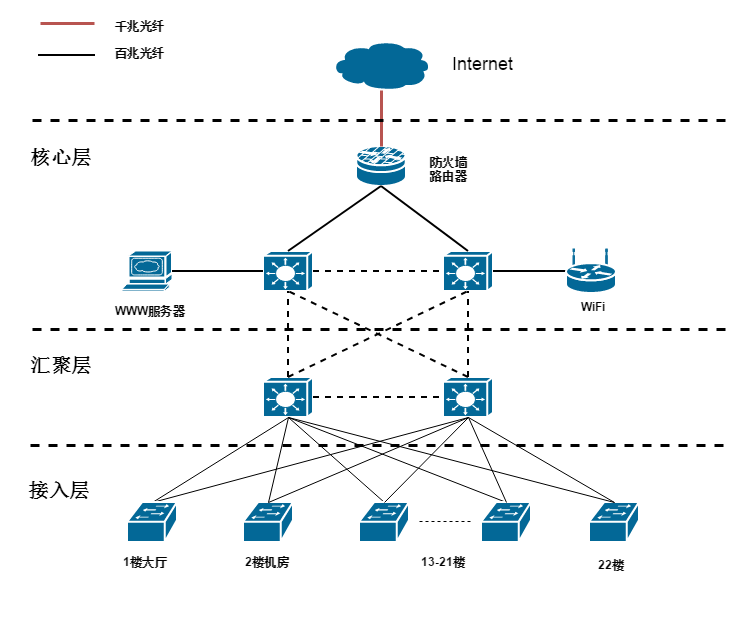 千兆光纤
百兆光纤
Internet
核心层
防火墙
路由器
WWW服务器
WiFi
汇聚层
接入层
1楼大厅
2楼机房
13-21楼
22楼